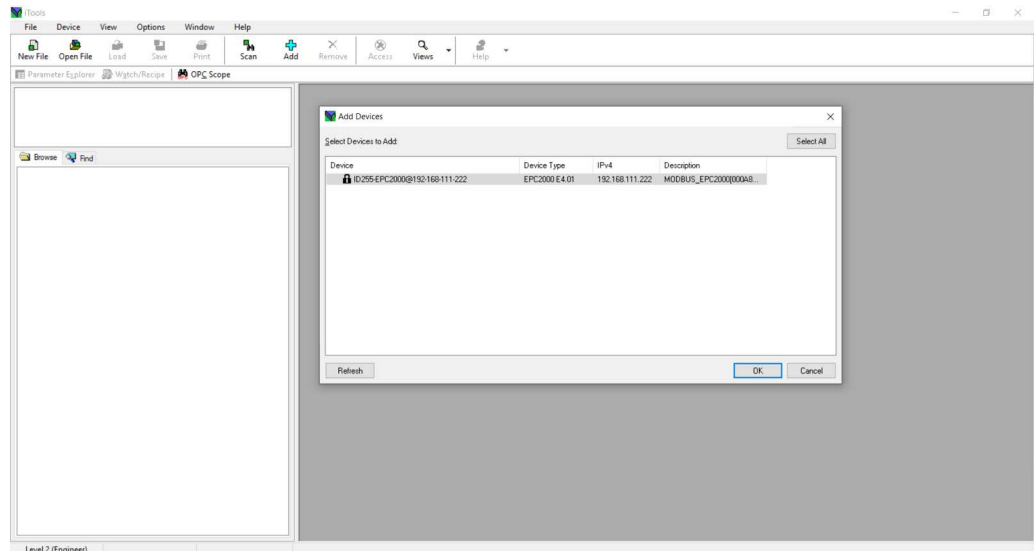 iTools
File Device View Options Window Help
New File Open File Load Save Print Scan Add Remove Access Views Help
Parameter Explorer Watch/Recipe OPC Scope
Add Devices
Select Devices to Add:
Select All
Browse Find
Device Device Type IPv4 Description
ID255-EPC2000@192-168-111-222 EPC2000 E4.01 192.168.111.222 MODBUS_EPC2000[000A8...
Refresh OK Cancel
Level 2 (Engineer)